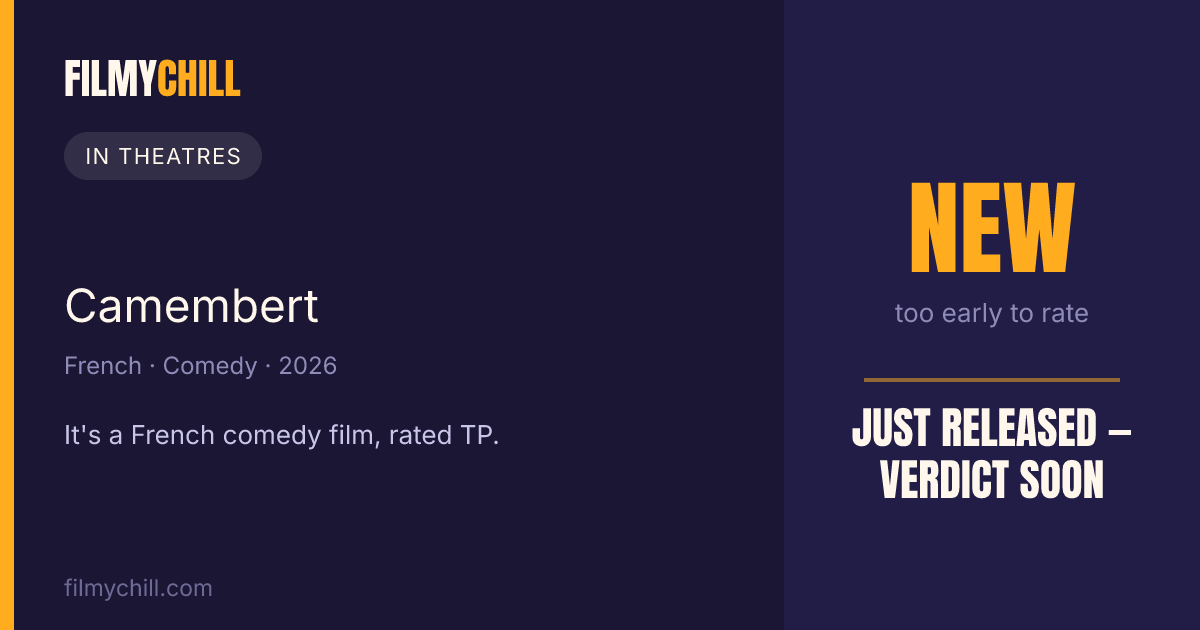 FILMYCHILL
IN THEATRES
Camembert
French · Comedy · 2026
It's a French comedy film, rated TP.
filmychill.com
NEW
too early to rate
JUST RELEASED –
VERDICT SOON